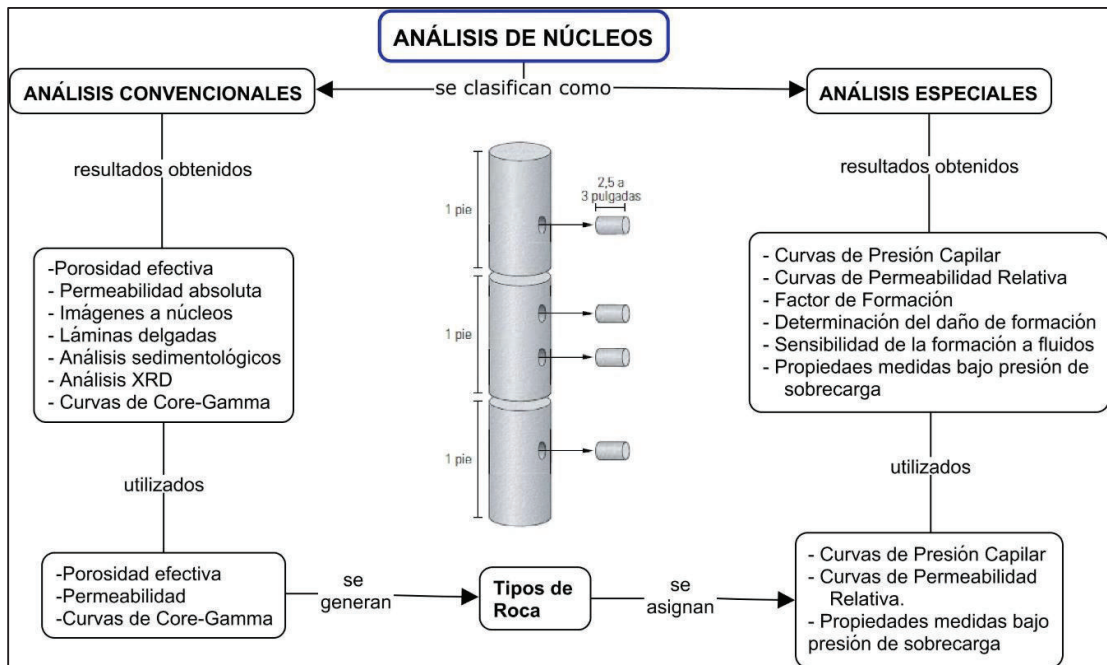 ANÁLISIS DE NÚCLEOS
se clasifican como
ANÁLISIS CONVENCIONALES
ANÁLISIS ESPECIALES
resultados obtenidos
resultados obtenidos
1 pie
1 pie
1 pie
2,5 a
3 pulgadas
-Porosidad efectiva
- Permeabilidad absoluta
- Imágenes a núcleos
- Láminas delgadas
- Análisis sedimentológicos
- Análisis XRD
- Curvas de Core-Gamma
- Curvas de Presión Capilar
- Curvas de Permeabilidad Relativa
- Factor de Formación
- Determinación del daño de formación
- Sensibilidad de la formación a fluidos
- Propiedaes medidas bajo presión de
sobrecarga
utilizados
utilizados
-Porosidad efectiva
-Permeabilidad
-Curvas de Core-Gamma
se
generan
Tipos de
Roca
se
asignan
- Curvas de Presión Capilar
- Curvas de Permeabilidad
Relativa.
- Propiedades medidas bajo
presión de sobrecarga